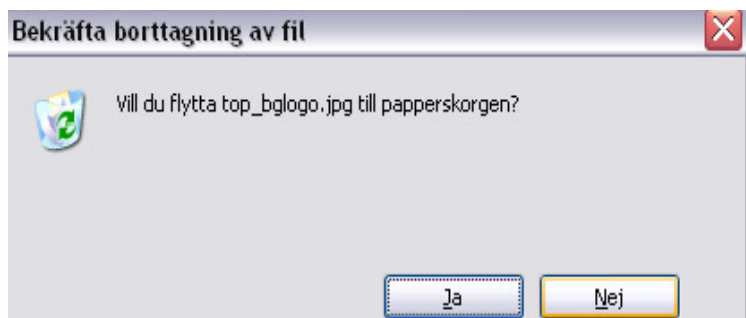 Bekräfta borttagning av fil
Vill du flytta top_bglogo.jpg till papperskorgen?
Ja
Nej